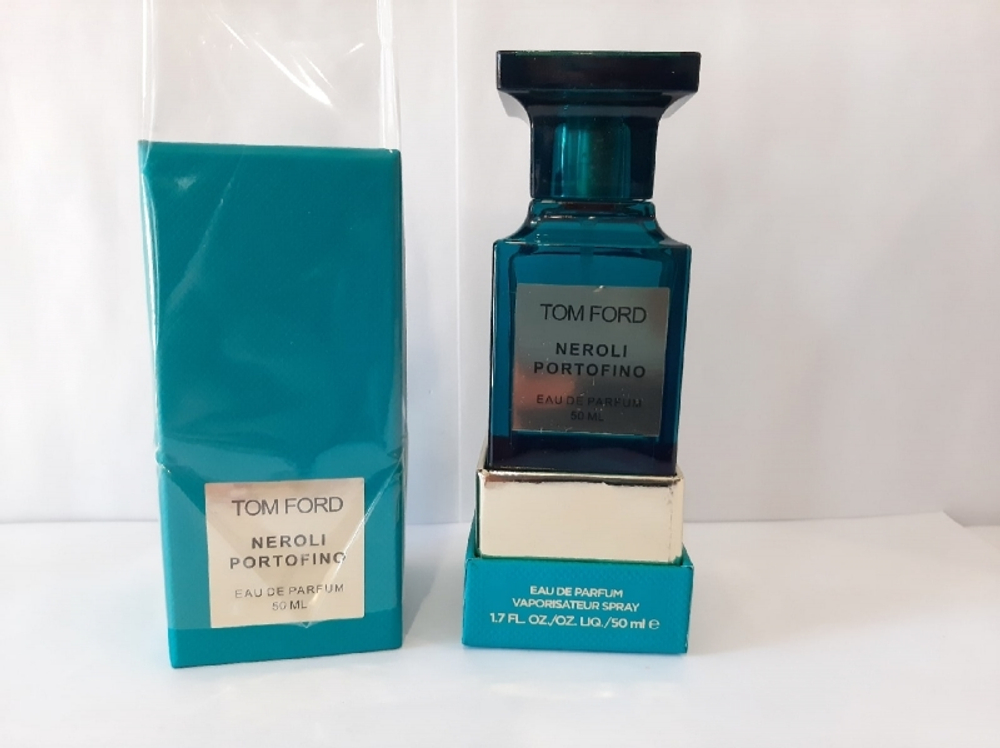 TOM FORD
NEROLI
PORTOFINO
EAU DE PARFUM
50 ML
TOM FORD
NEROLI
PORTOFINO
EAU DE PARFUM
50 ML
EAU DE PARFUM
VAPORISATEUR SPRAY
1.7 FL. OZ./OZ. LIQ./50 ml ℮